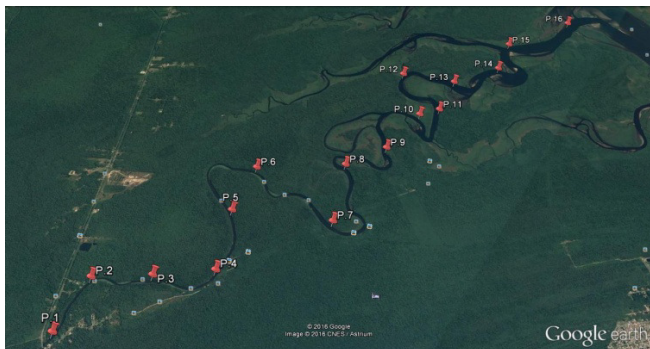 P 16
P 15
P 14
P 12
P 13
P 11
P 10
P 9
P 8
P 6
P 5
P 7
P 4
P 3
P 2
P 1
© 2016 Google
Image © 2016 CNES / Astrium
Google earth